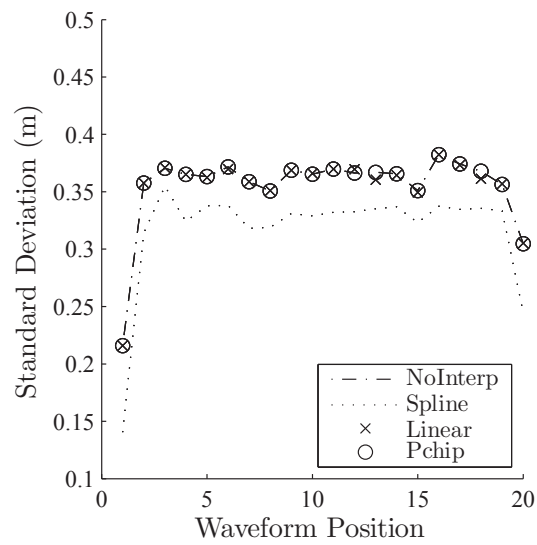 0.5
0.45
0.4
0.35
0.3
0.25
0.2
0.15
0.1
Standard Deviation (m)
0 5 10 15 20
Waveform Position
NoInterp
Spline
Linear
Pchip